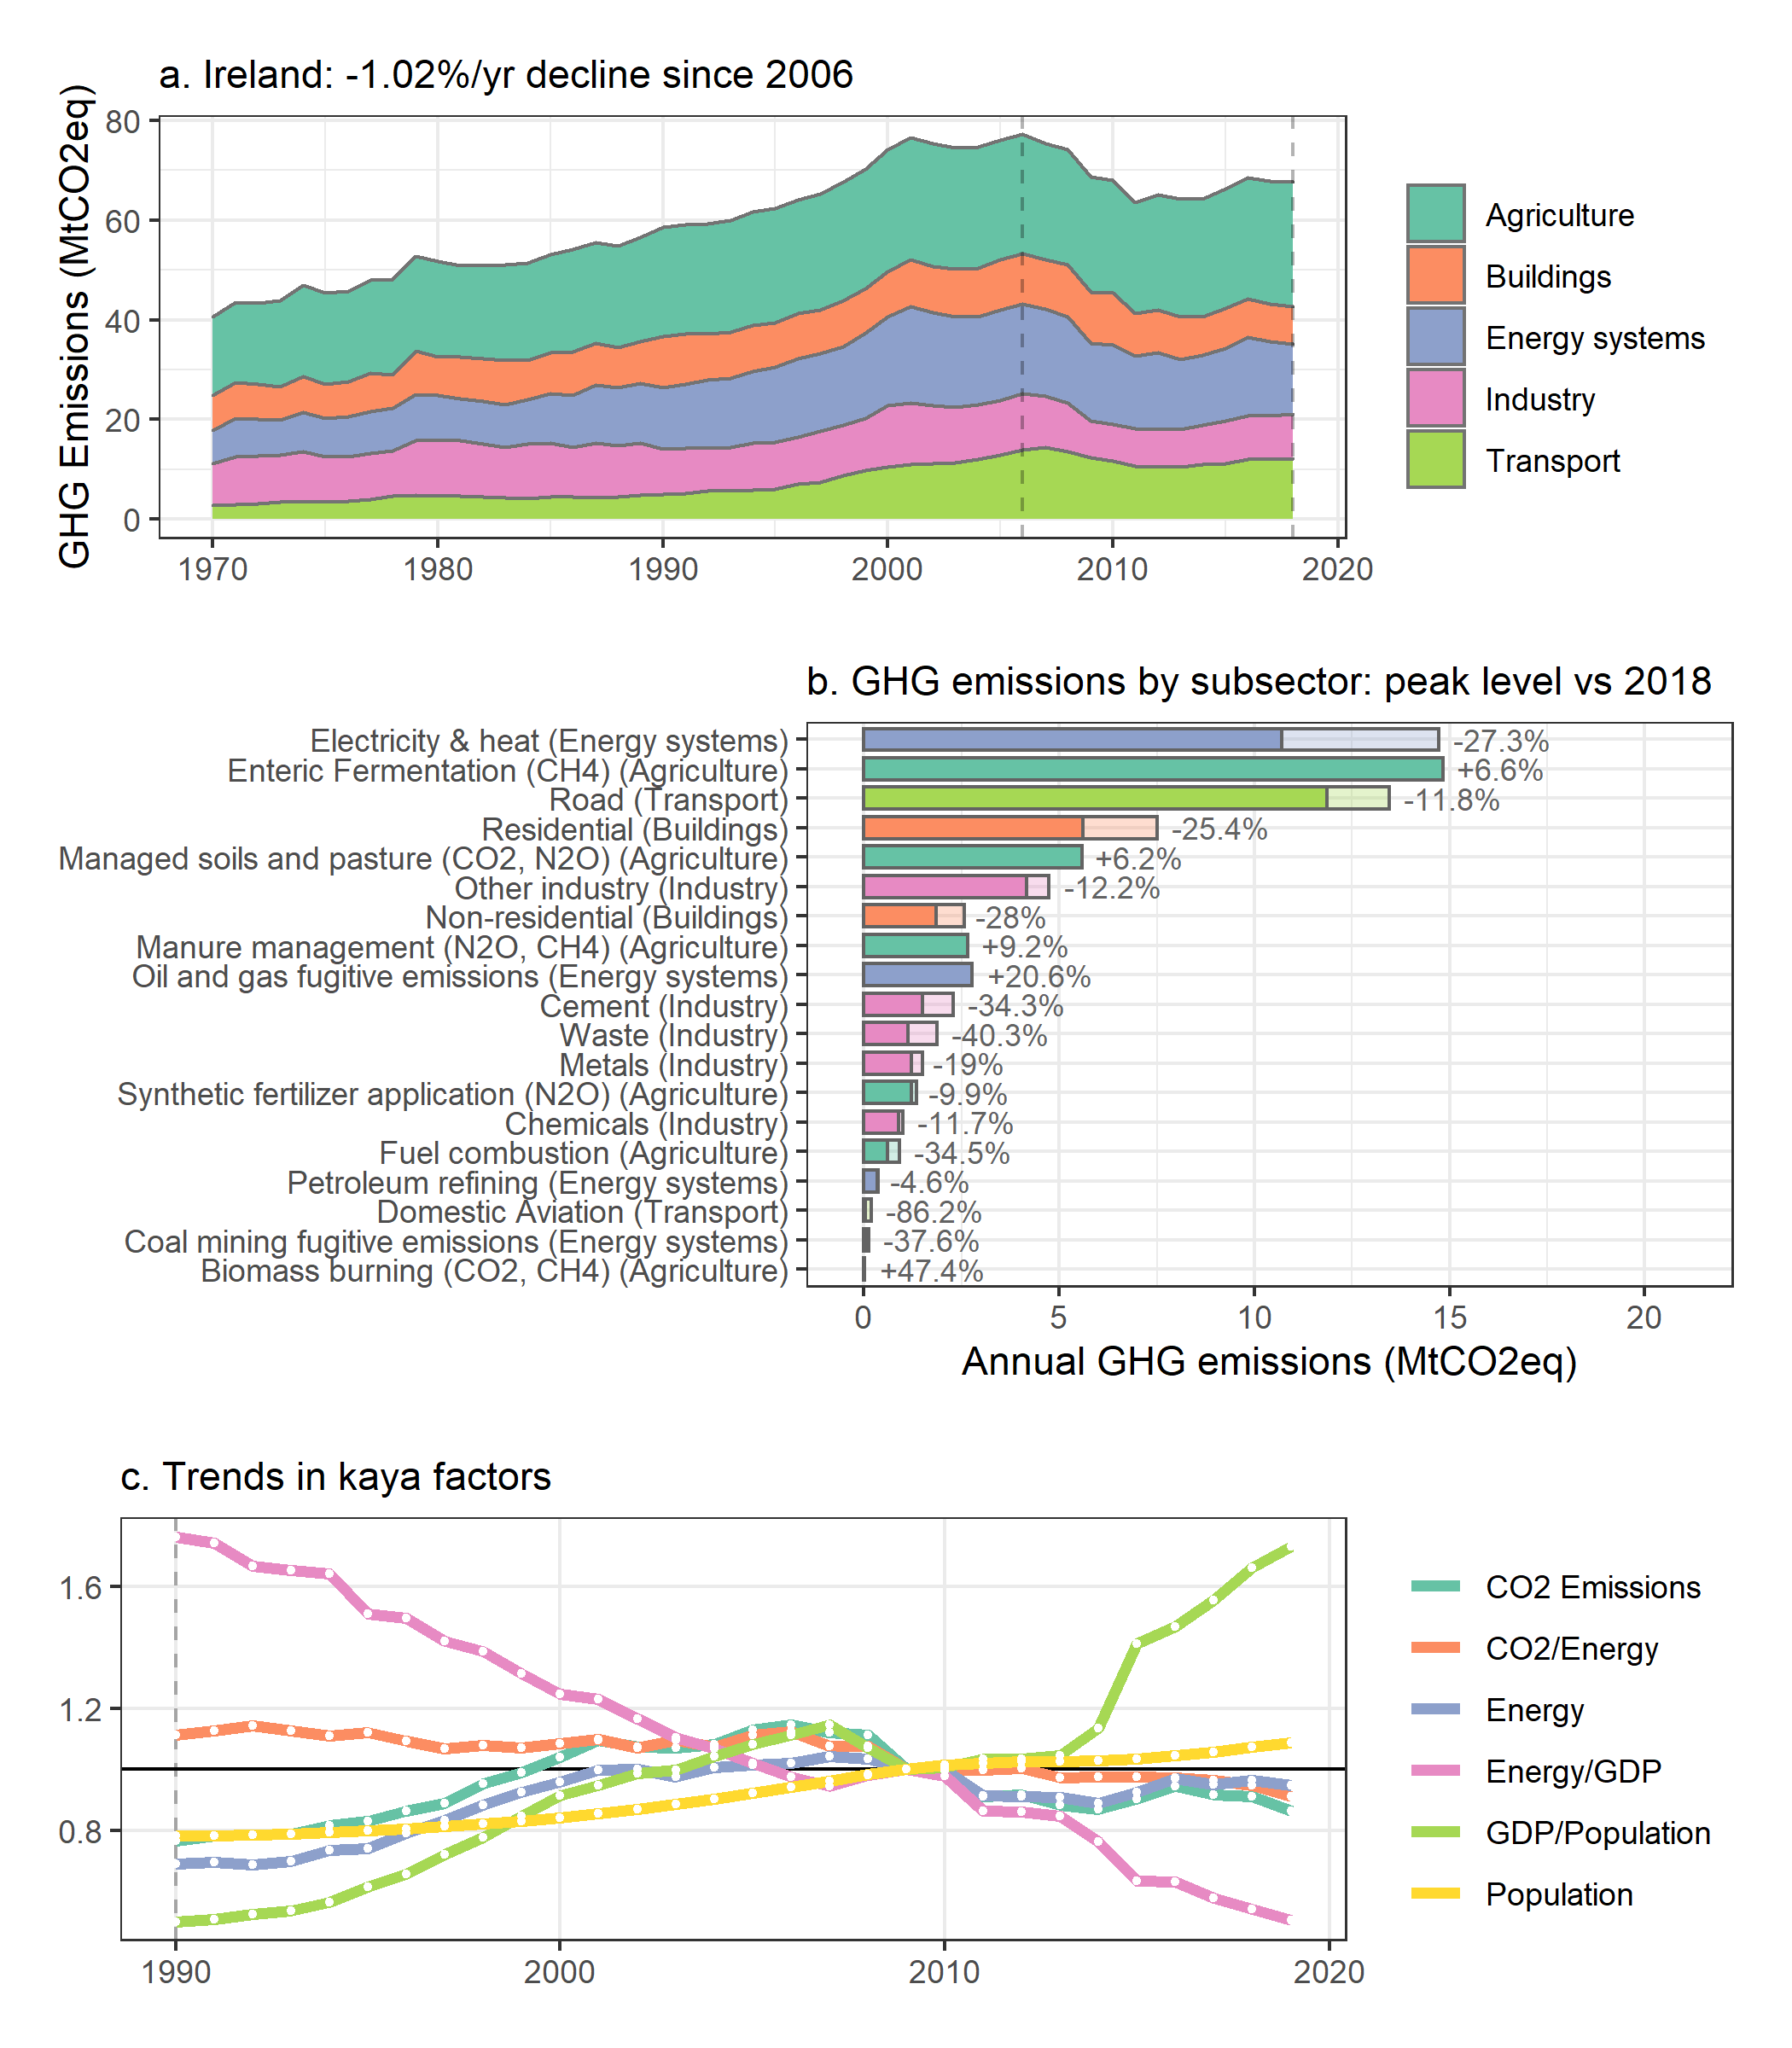 a. Ireland: -1.02%/yr decline since 2006
GHG Emissions (MtCO2eq)
80
60
40
20
0
1970 1980 1990 2000 2010 2020
Agriculture
Buildings
Energy systems
Industry
Transport
b. GHG emissions by subsector: peak level vs 2018
Electricity & heat (Energy systems) -27.3%
Enteric Fermentation (CH4) (Agriculture) +6.6%
Road (Transport) -11.8%
Residential (Buildings) -25.4%
Managed soils and pasture (CO2, N2O) (Agriculture) +6.2%
Other industry (Industry) -12.2%
Non-residential (Buildings) -28%
Manure management (N2O, CH4) (Agriculture) +9.2%
Oil and gas fugitive emissions (Energy systems) +20.6%
Cement (Industry) -34.3%
Waste (Industry) -40.3%
Metals (Industry) -19%
Synthetic fertilizer application (N2O) (Agriculture) -9.9%
Chemicals (Industry) -11.7%
Fuel combustion (Agriculture) -34.5%
Petroleum refining (Energy systems) -4.6%
Domestic Aviation (Transport) -86.2%
Coal mining fugitive emissions (Energy systems) -37.6%
Biomass burning (CO2, CH4) (Agriculture) +47.4%
0 5 10 15 20
Annual GHG emissions (MtCO2eq)
c. Trends in kaya factors
1.6
1.2
0.8
1990 2000 2010 2020
CO2 Emissions
CO2/Energy
Energy
Energy/GDP
GDP/Population
Population